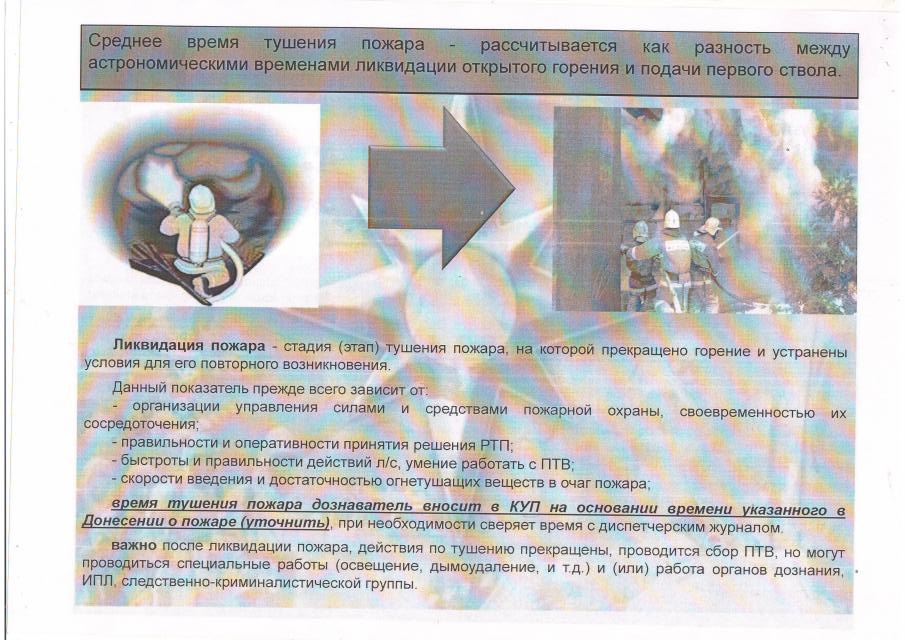 Среднее время тушения пожара - рассчитывается как разность между
астрономическими временами ликвидации открытого горения и подачи первого ствола.
Ликвидация пожара - стадия (этап) тушения пожара, на которой прекращено горение и устранены
условия для его повторного возникновения.
Данный показатель прежде всего зависит от:
- организации управления силами и средствами пожарной охраны, своевременностью их
сосредоточения;
- правильности и оперативности принятия решения РТП;
- быстроты и правильности действий л/с, умение работать с ПТВ;
- скорости введения и достаточностью огнетушащих веществ в очаг пожара;
время тушения пожара дознаватель вносит в КУП на основании времени указанного в
Донесении о пожаре (уточнить), при необходимости сверяет время с диспетчерским журналом.
важно после ликвидации пожара, действия по тушению прекращены, проводится сбор ПТВ, но могут
проводиться специальные работы (освещение, дымоудаление, и т.д.) и (или) работа органов дознания,
ИПЛ, следственно-криминалистической группы.